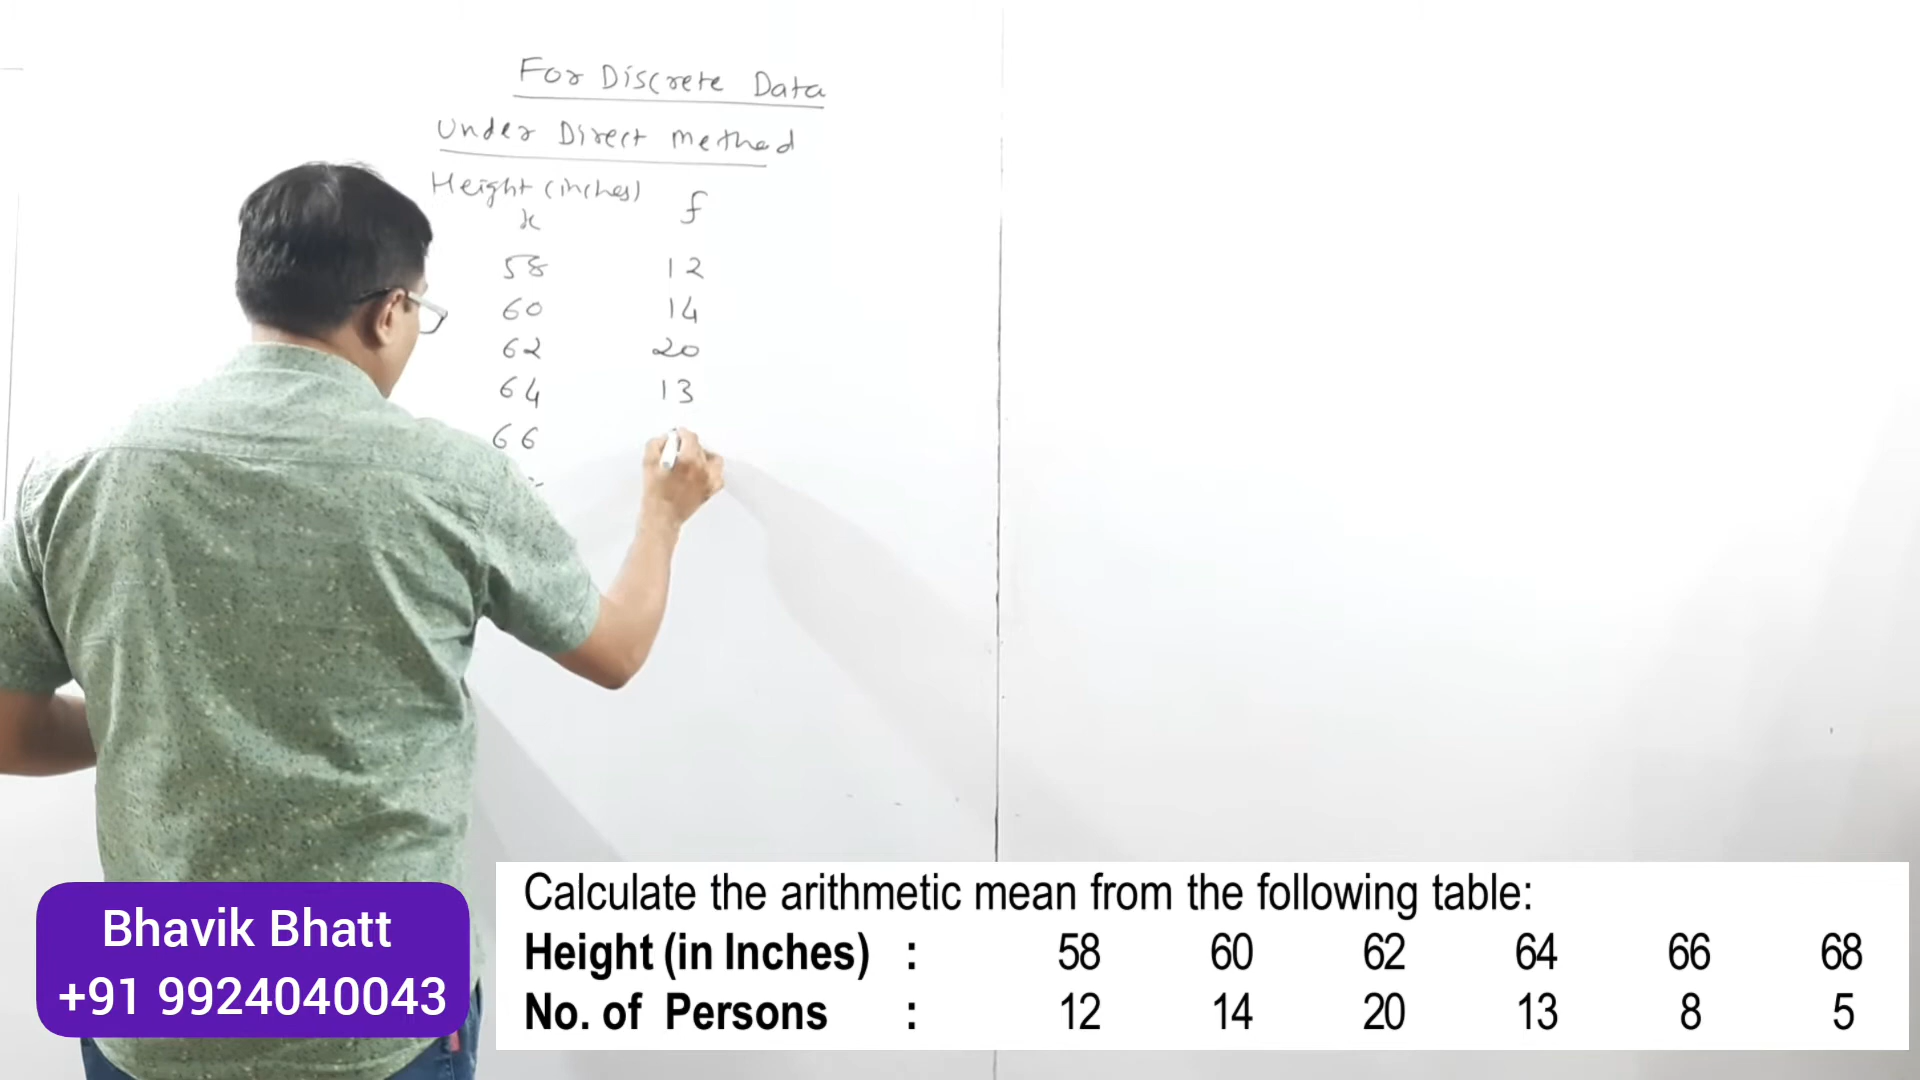 For Discrete Data
Under Direct Method
Height (inches) f
x
58 12
60 14
62 20
64 13
66
Bhavik Bhatt
+91 9924040043
Calculate the arithmetic mean from the following table:
Height (in Inches) : 58 60 62 64 66 68
No. of Persons : 12 14 20 13 8 5